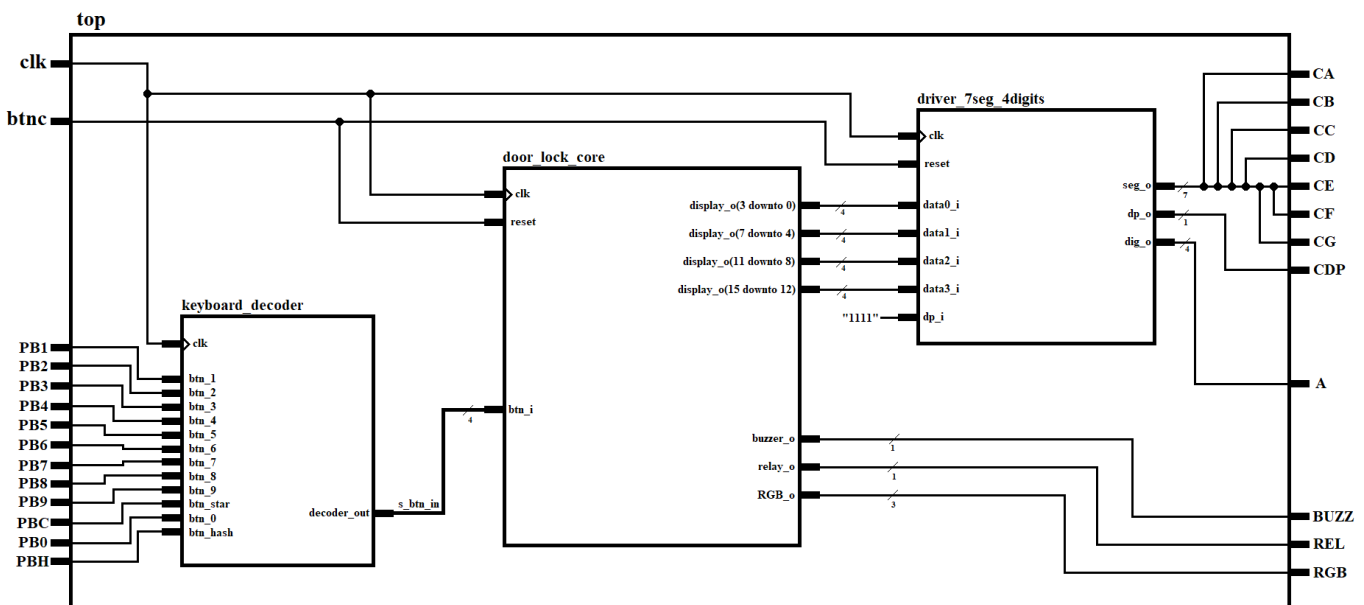 top
clk
btnc
driver_7seg_4digits
clk
reset
data0_i
data1_i
data2_i
data3_i
dp_i
"1111"
seg_o
7
dp_o
1
dig_o
4
CA
CB
CC
CD
CE
CF
CG
CDP
A
door_lock_core
clk
reset
btn_i
display_o(3 downto 0)
4
display_o(7 downto 4)
4
display_o(11 downto 8)
4
display_o(15 downto 12)
4
buzzer_o
1
relay_o
1
RGB_o
3
BUZZ
REL
RGB
keyboard_decoder
clk
btn_1
btn_2
btn_3
btn_4
btn_5
btn_6
btn_7
btn_8
btn_9
btn_star
btn_0
btn_hash
decoder_out
s_btn_in
4
PB1
PB2
PB3
PB4
PB5
PB6
PB7
PB8
PB9
PBC
PB0
PBH